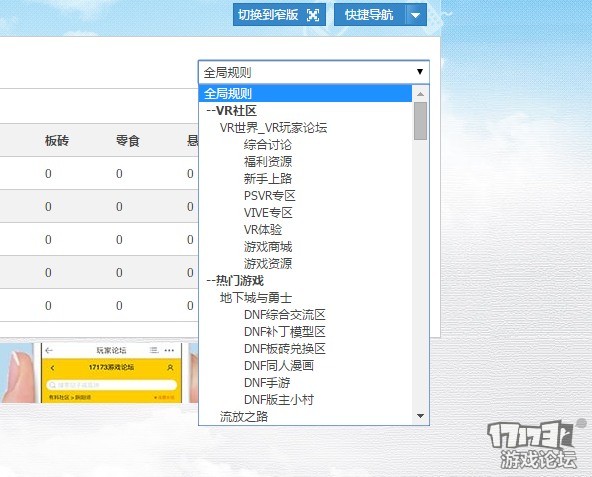 切换到窄版 快捷导航
全局规则
全局规则
--VR社区
VR世界_VR玩家论坛
综合讨论
福利资源
新手上路
PSVR专区
VIVE专区
VR体验
游戏商城
游戏资源
--热门游戏
地下城与勇士
DNF综合交流区
DNF补丁模型区
DNF板砖兑换区
DNF同人漫画
DNF手游
DNF版主小村
流放之路
板砖 零食 悬
0 0 0
0 0 0
0 0 0
0 0 0
0 0 0
玩家论坛
17173游戏论坛
17173
游戏论坛